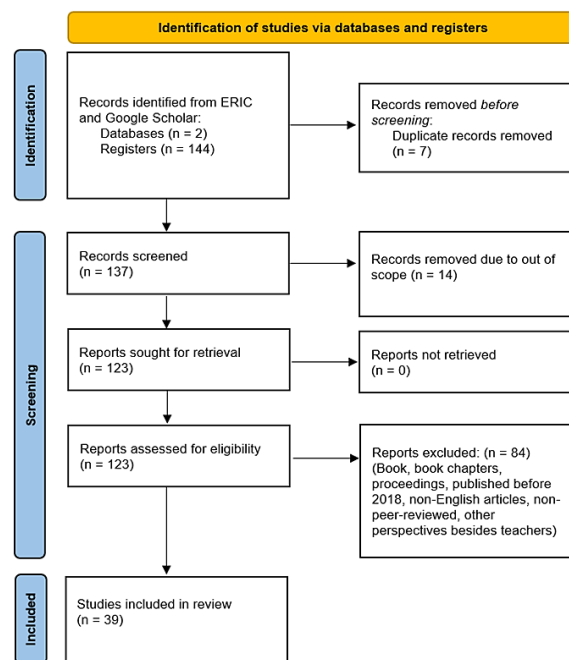 Identification of studies via databases and registers
Identification
Records identified from ERIC
and Google Scholar:
Databases (n = 2)
Registers (n = 144)
Records removed before
screening:
Duplicate records removed
(n = 7)
Screening
Records screened
(n = 137)
Records removed due to out of
scope (n = 14)
Reports sought for retrieval
(n = 123)
Reports not retrieved
(n = 0)
Reports assessed for eligibility
(n = 123)
Reports excluded: (n = 84)
(Book, book chapters,
proceedings, published before
2018, non-English articles, non-
peer-reviewed, other
perspectives besides teachers)
Included
Studies included in review
(n = 39)